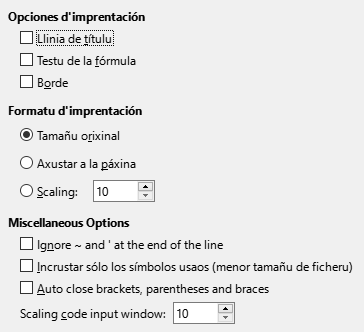 Opciones d'imprentación
Llinia de títulu
Testu de la fórmula
Borde
Formatu d'imprentación
Tamañu orixinal
Axustar a la páxina
Scaling: 10
Miscellaneous Options
Ignore ~ and ' at the end of the line
Incrustar sólo los símbolos usaos (menor tamañu de ficheru)
Auto close brackets, parentheses and braces
Scaling code input window: 10